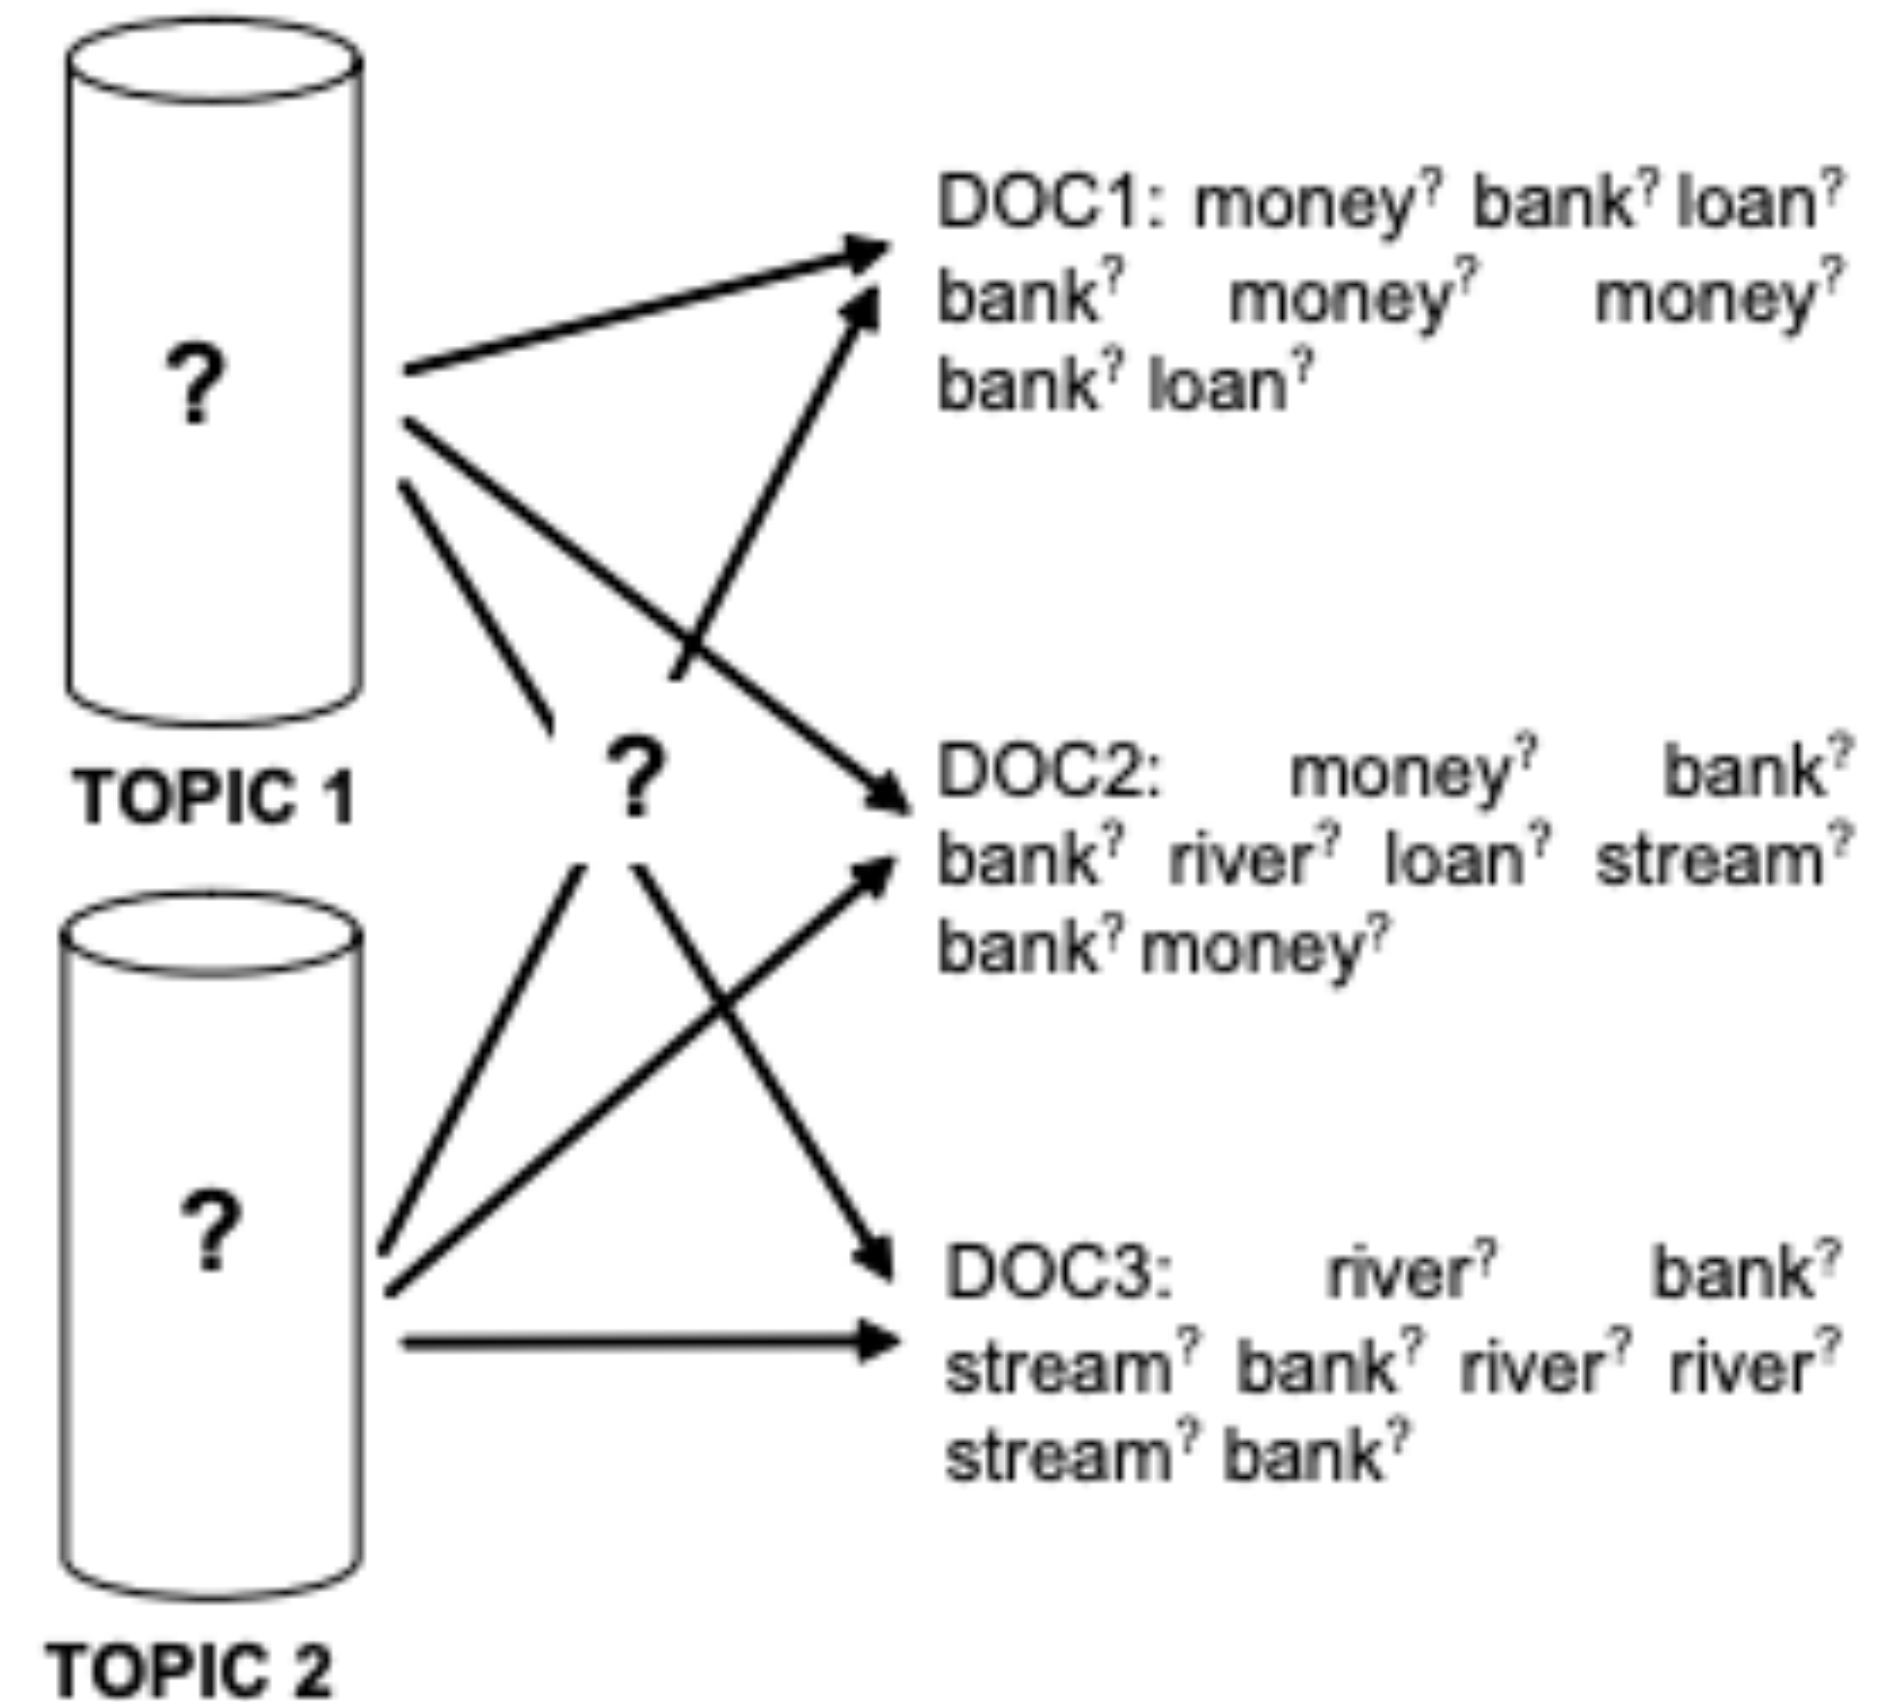 ?
TOPIC 1
?
TOPIC 2
?
DOC1: money? bank? loan?
bank? money? money?
bank? loan?
DOC2: money? bank?
bank? river? loan? stream?
bank? money?
DOC3: river? bank?
stream? bank? river? river?
stream? bank?